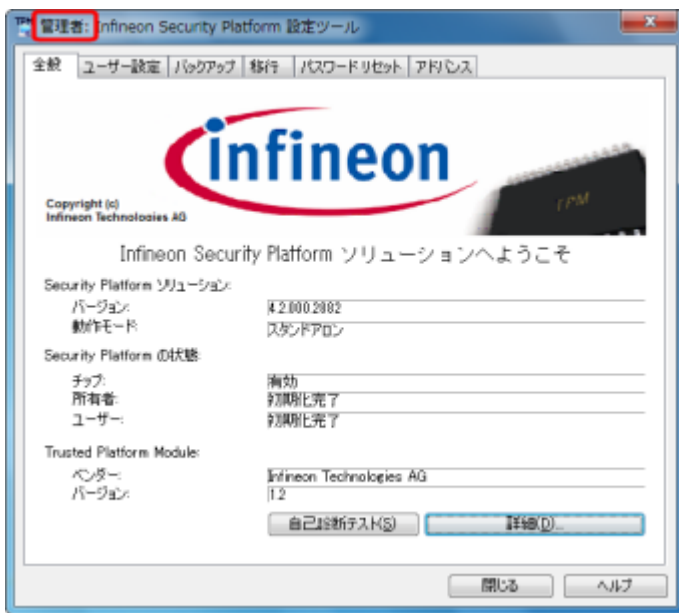 管理者: Infineon Security Platform 設定ツール
全般 ユーザー設定 バックアップ 移行 パスワードリセット アドバンス
infineon
TPM
Copyright (c)
Infineon Technologies AG
Infineon Security Platform ソリューションへようこそ
Security Platform ソリューション:
バージョン: 4.2.000.2882
動作モード: スタンドアロン
Security Platform の状態:
チップ: 有効
所有者: 初期化完了
ユーザー: 初期化完了
Trusted Platform Module:
ベンダー: Infineon Technologies AG
バージョン: 1.2
自己診断テスト(S) 詳細(D)...
閉じる ヘルプ